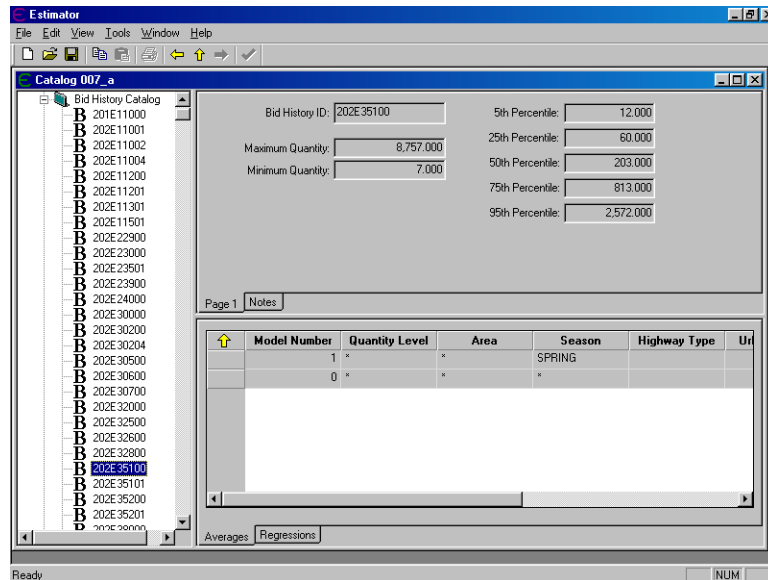 Estimator
File Edit View Tools Window Help
Catalog 007_a
Bid History Catalog
201E11000
202E11001
202E11002
202E11004
202E11200
202E11201
202E11301
202E11501
202E22900
202E23000
202E23501
202E23900
202E24000
202E30000
202E30200
202E30204
202E30500
202E30600
202E30700
202E32000
202E32500
202E32600
202E32800
202E35100
202E35101
202E35200
202E35201
202E38000
Bid History ID: 202E35100
Maximum Quantity: 8,757.000
Minimum Quantity: 7.000
5th Percentile: 12.000
25th Percentile: 60.000
50th Percentile: 203.000
75th Percentile: 813.000
95th Percentile: 2,572.000
Page 1 Notes
Model Number Quantity Level Area Season Highway Type Url
1 * * SPRING
0 * * *
Averages Regressions
Ready NUM